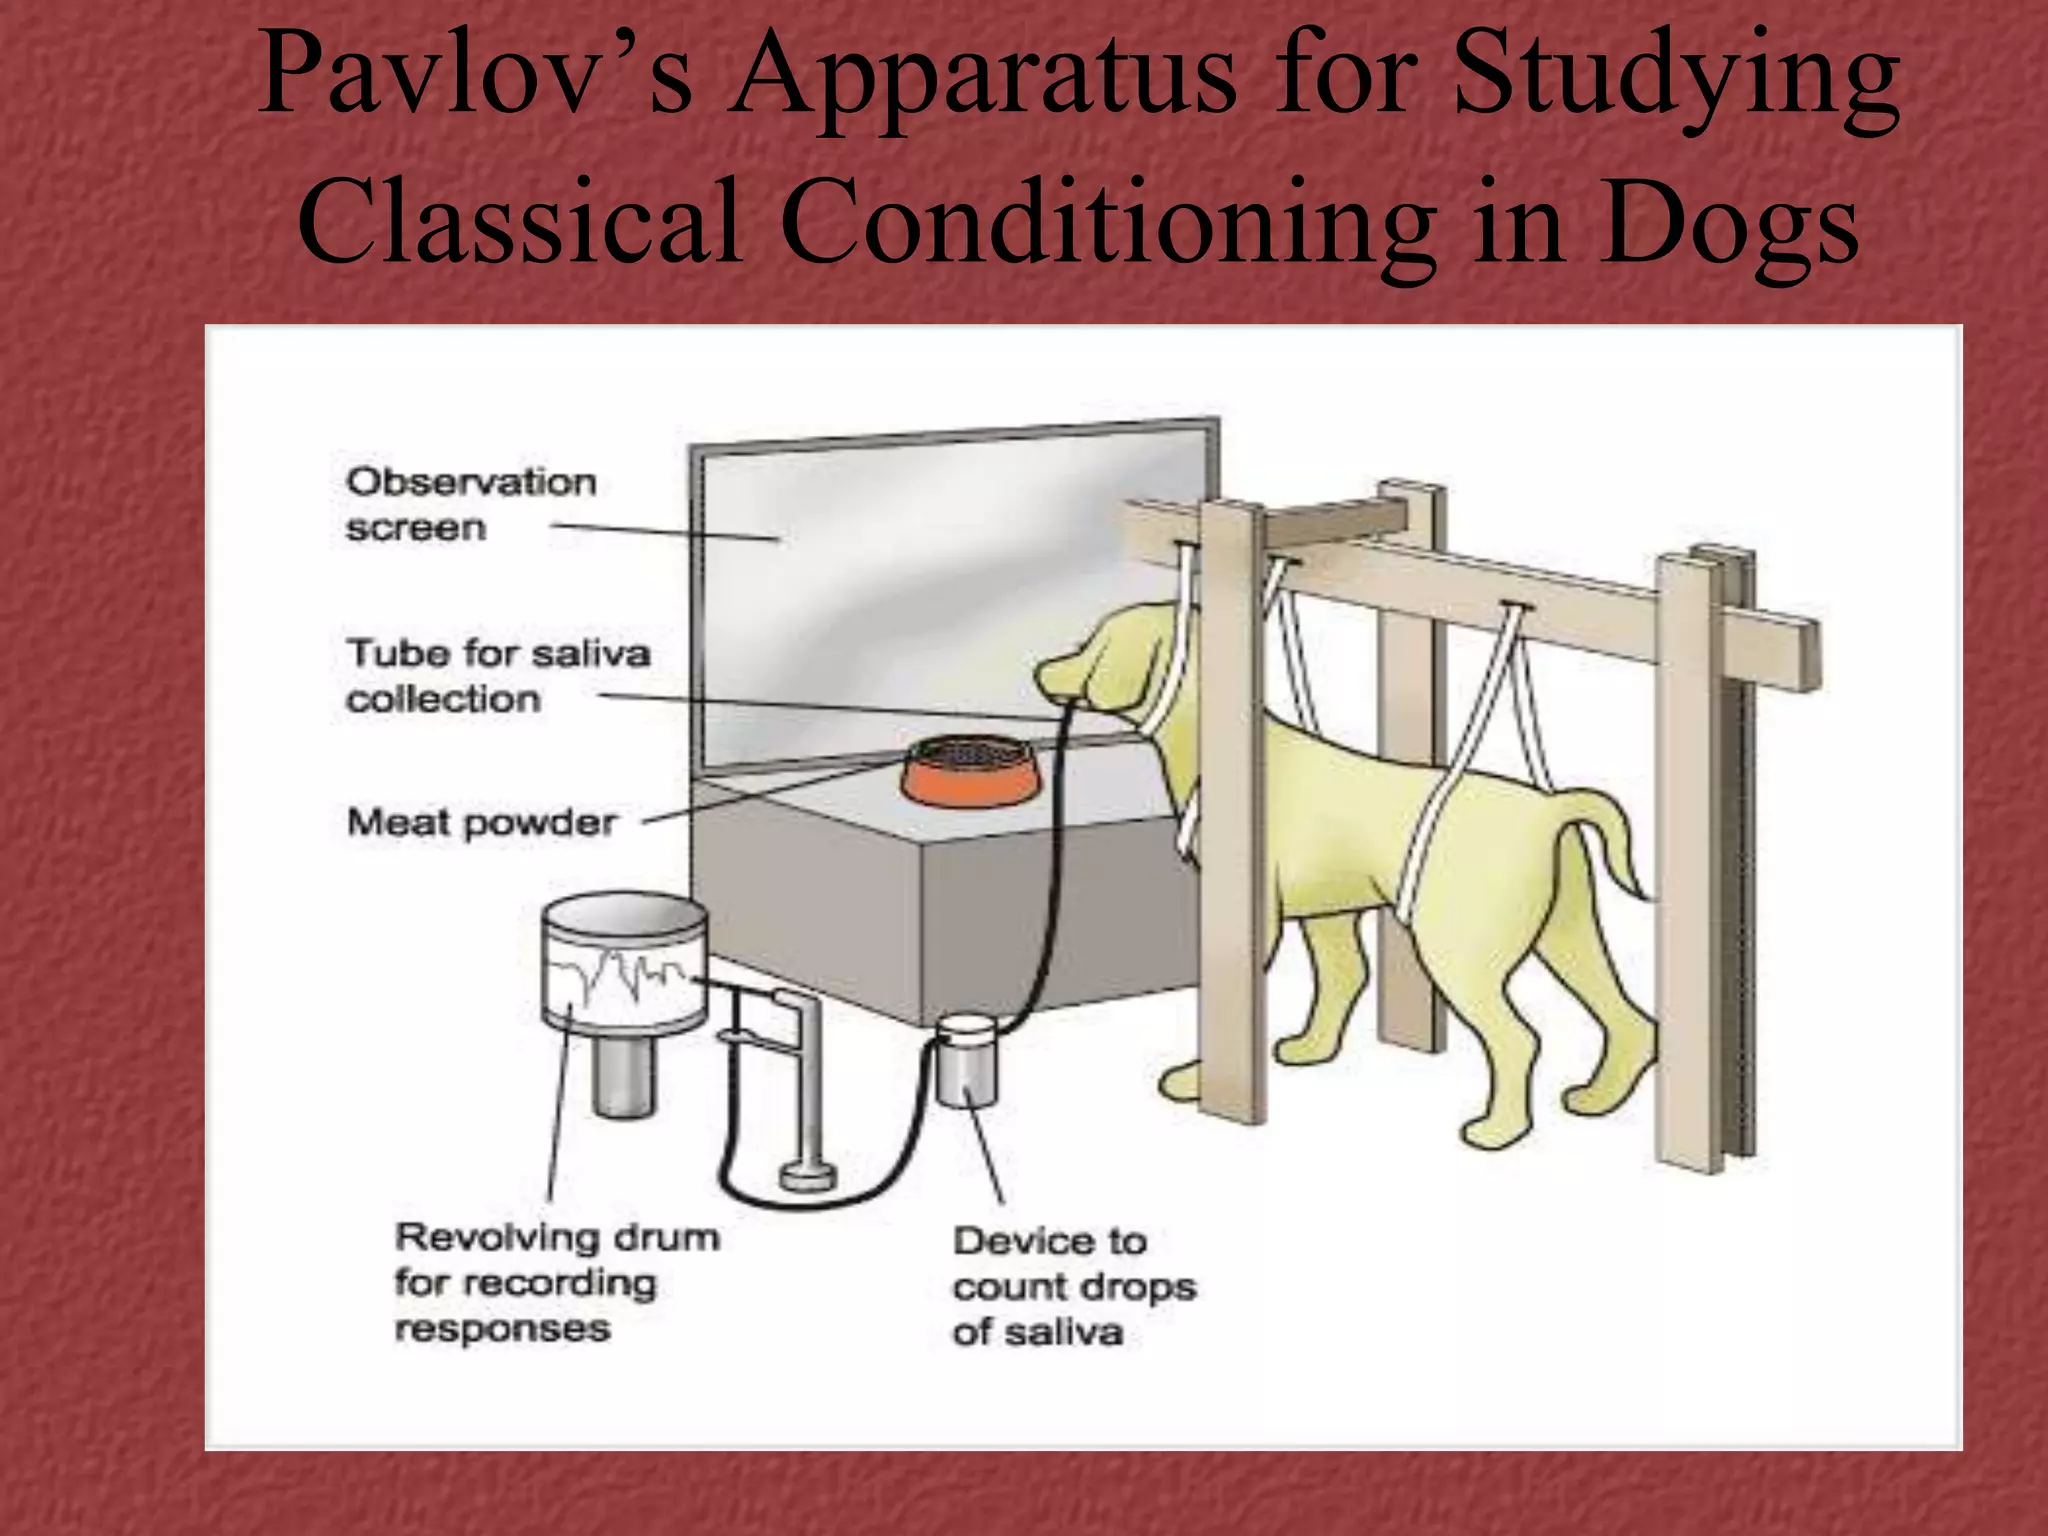 Pavlov’s Apparatus for Studying
Classical Conditioning in Dogs
Observation
screen
Tube for saliva
collection
Meat powder
Revolving drum
for recording
responses
Device to
count drops
of saliva